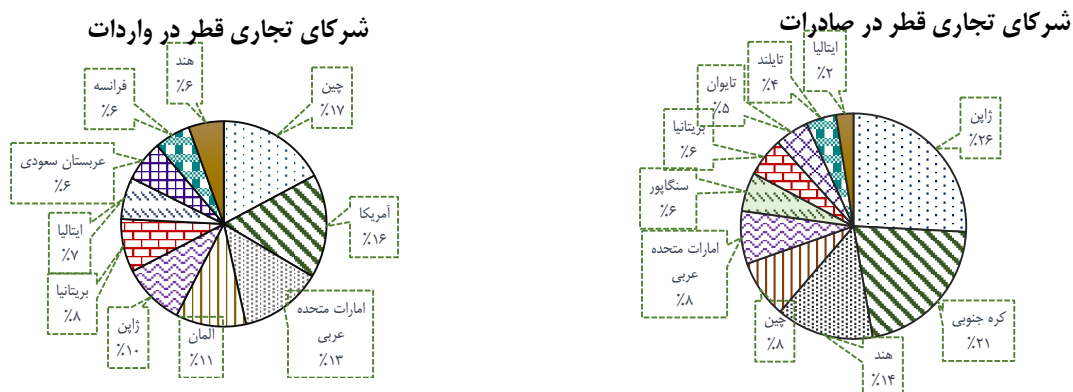 شرکای تجاری قطر در صادرات
ژاپن
٪۲۶
کره جنوبی
٪۲۱
هند
٪۱۴
چین
٪۸
امارات متحده
عربی
٪۸
سنگاپور
٪۶
بریتانیا
٪۶
تایوان
٪۵
تایلند
٪۴
ایتالیا
٪۲
شرکای تجاری قطر در واردات
چین
٪۱۷
آمریکا
٪۱۶
امارات متحده
عربی
٪۱۳
آلمان
٪۱۱
ژاپن
٪۱۰
بریتانیا
٪۸
ایتالیا
٪۷
عربستان سعودی
٪۶
فرانسه
٪۶
هند
٪۶